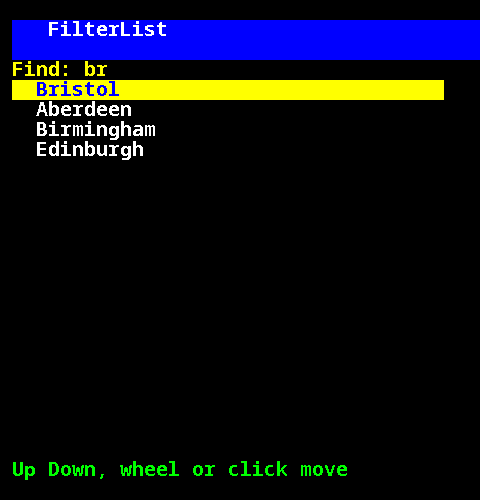 FilterList
Find: br
Bristol
Aberdeen
Birmingham
Edinburgh
Up Down, wheel or click move